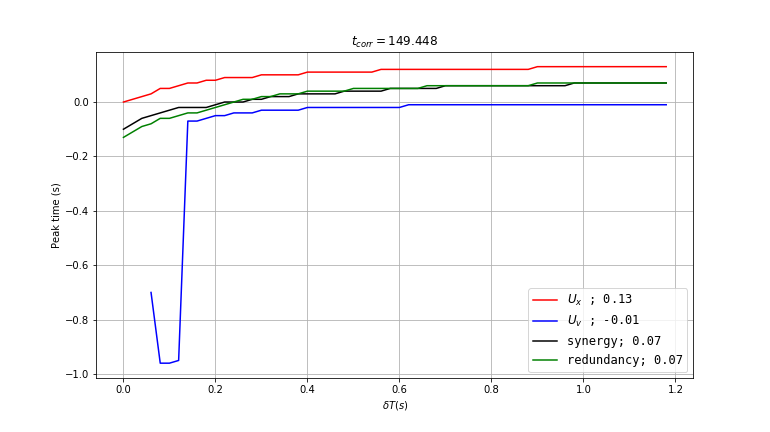 t_corr = 149.448
Peak time (s)
0.0
−0.2
−0.4
−0.6
−0.8
−1.0
0.0 0.2 0.4 0.6 0.8 1.0 1.2
δT(s)
U_x ; 0.13
U_v ; -0.01
synergy; 0.07
redundancy; 0.07